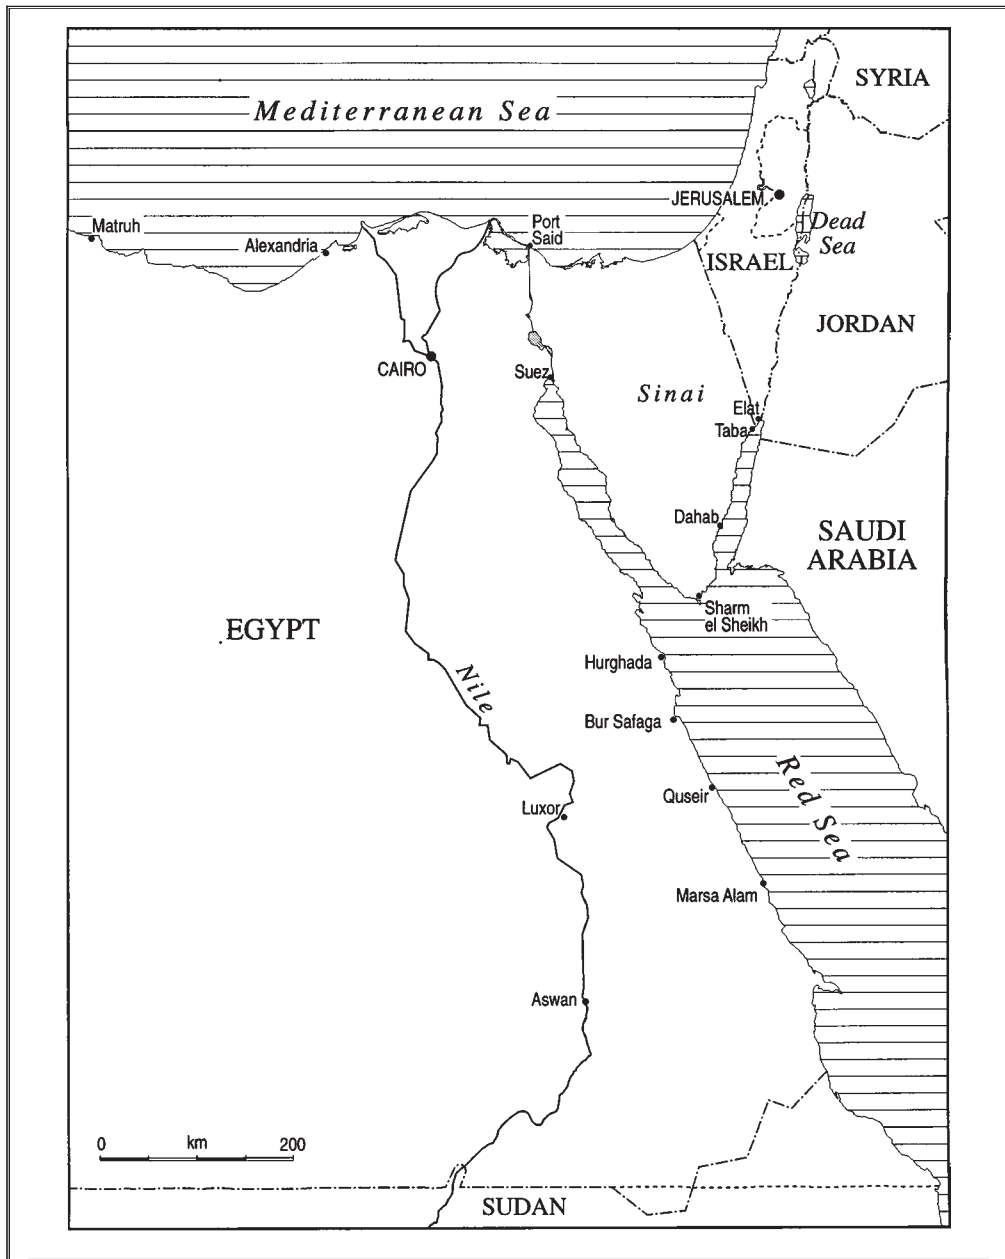 SYRIA
Mediterranean Sea
JERUSALEM
Matruh
Port
Said
Dead
Sea
Alexandria
ISRAEL
JORDAN
CAIRO
Suez
Sinai
Elat
Taba
Dahab
SAUDI
ARABIA
Sharm
el Sheikh
EGYPT
Hurghada
Nile
Bur Safaga
Red Sea
Quseir
Luxor
Marsa Alam
Aswan
0 km 200
SUDAN